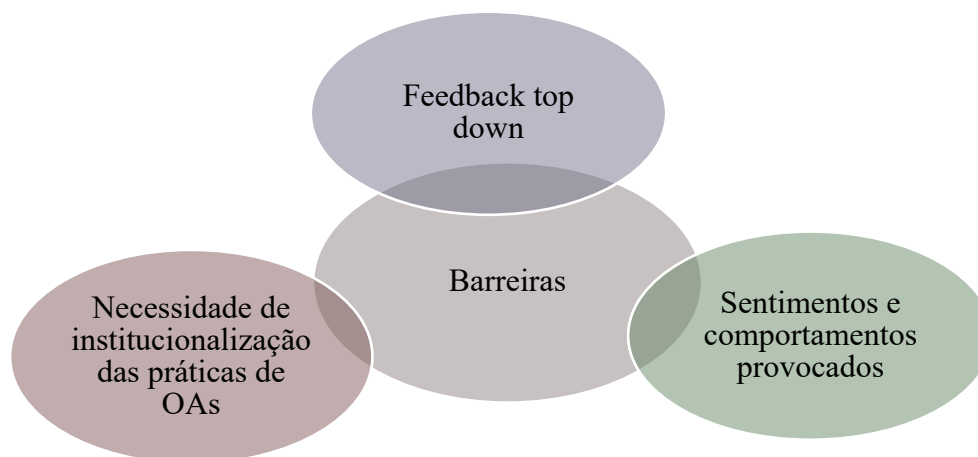 Feedback top
down
Barreiras
Necessidade de
institucionalização
das práticas de
OAs
Sentimentos e
comportamentos
provocados